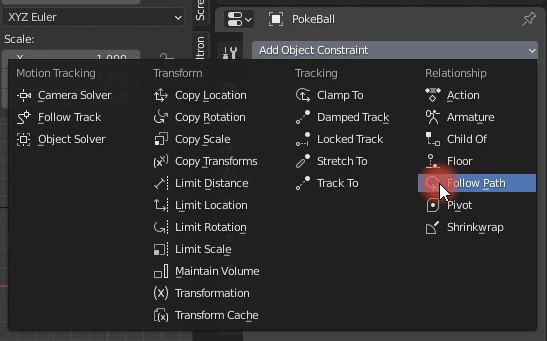 XYZ Euler
Scale:
X 1.000
PokeBall
Add Object Constraint
Motion Tracking
Camera Solver
Follow Track
Object Solver
Transform
Copy Location
Copy Rotation
Copy Scale
Copy Transforms
Limit Distance
Limit Location
Limit Rotation
Limit Scale
Maintain Volume
Transformation
Transform Cache
Tracking
Clamp To
Damped Track
Locked Track
Stretch To
Track To
Relationship
Action
Armature
Child Of
Floor
Follow Path
Pivot
Shrinkwrap